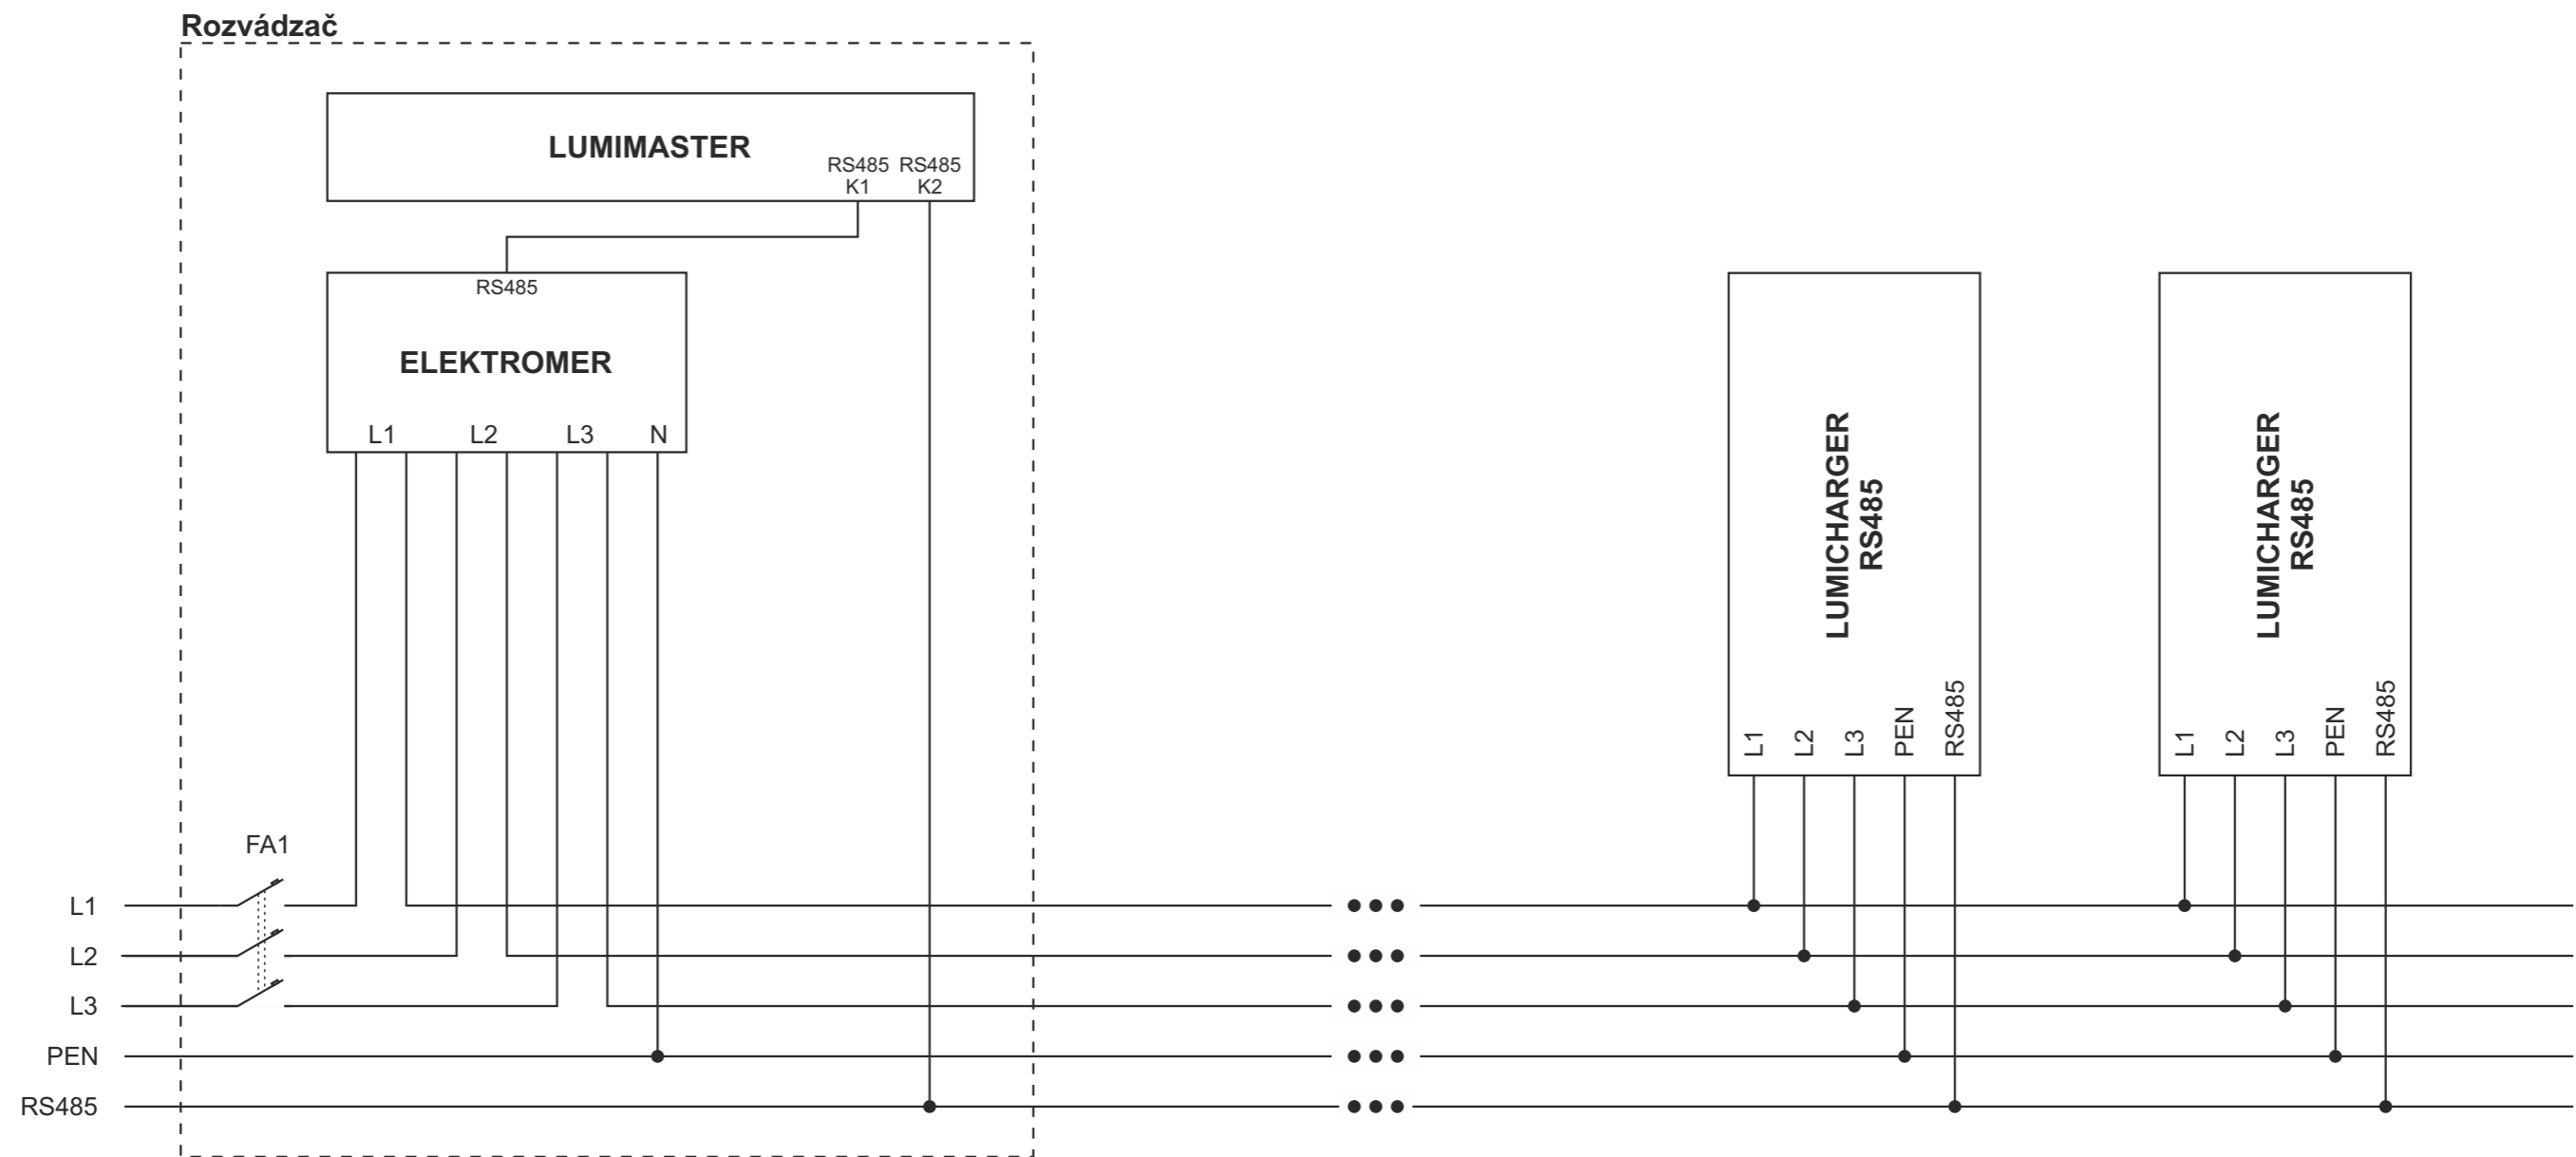 Rozvádzač
LUMIMASTER
RS485 RS485
K1 K2
RS485
ELEKTROMER
L1 L2 L3 N
LUMICHARGER
RS485
L1
L2
L3
PEN
RS485
LUMICHARGER
RS485
L1
L2
L3
PEN
RS485
FA1
L1
L2
L3
PEN
RS485